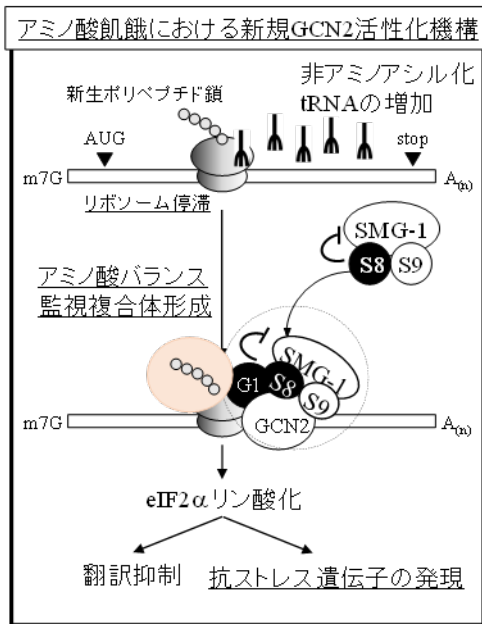 アミノ酸飢餓における新規GCN2活性化機構
非アミノアシル化
tRNAの増加
新生ポリペプチド鎖
AUG
stop
m7G
A(n)
リボソーム停滞
SMG-1
S8
S9
アミノ酸バランス
監視複合体形成
SMG-1
G1
S8
S9
GCN2
m7G
A(n)
eIF2αリン酸化
翻訳抑制
抗ストレス遺伝子の発現